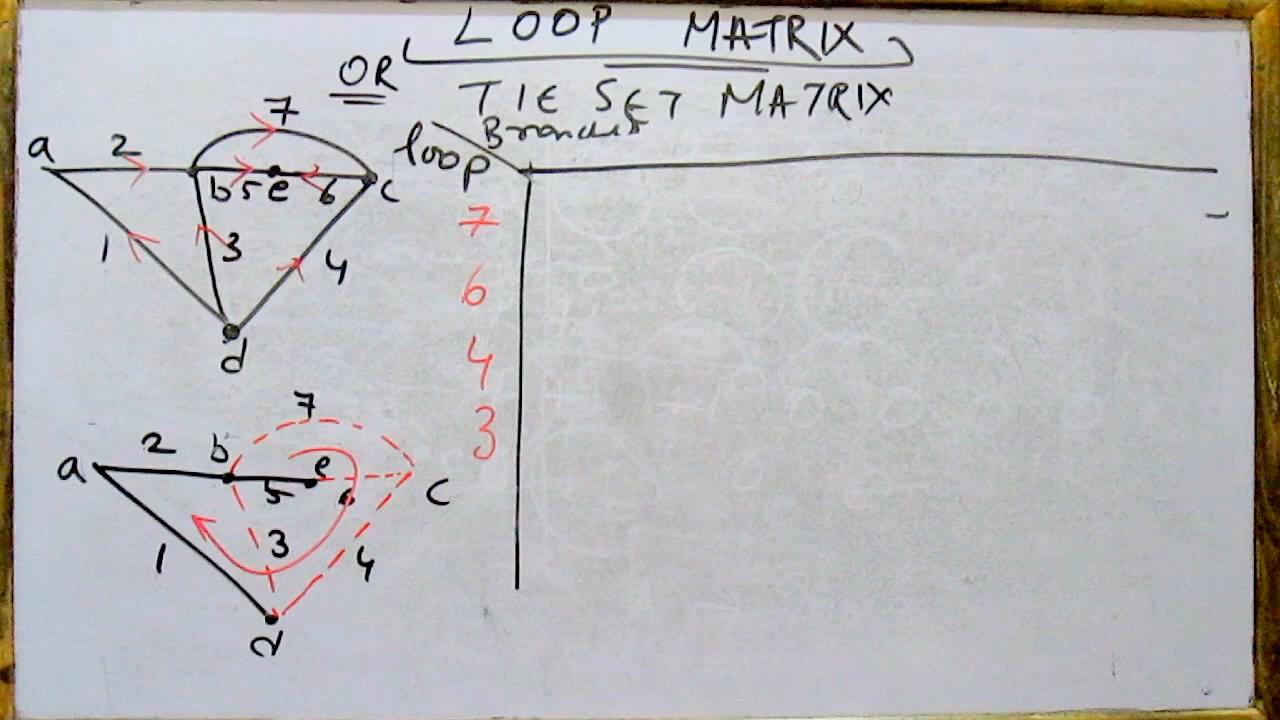 LOOP MATRIX
OR
TIE SET MATRIX
Branches
loop
7
6
4
3
7
a 2 b 5 e 6 c
1 3 4
d
7
a 2 b e c
5
1 3 4
d